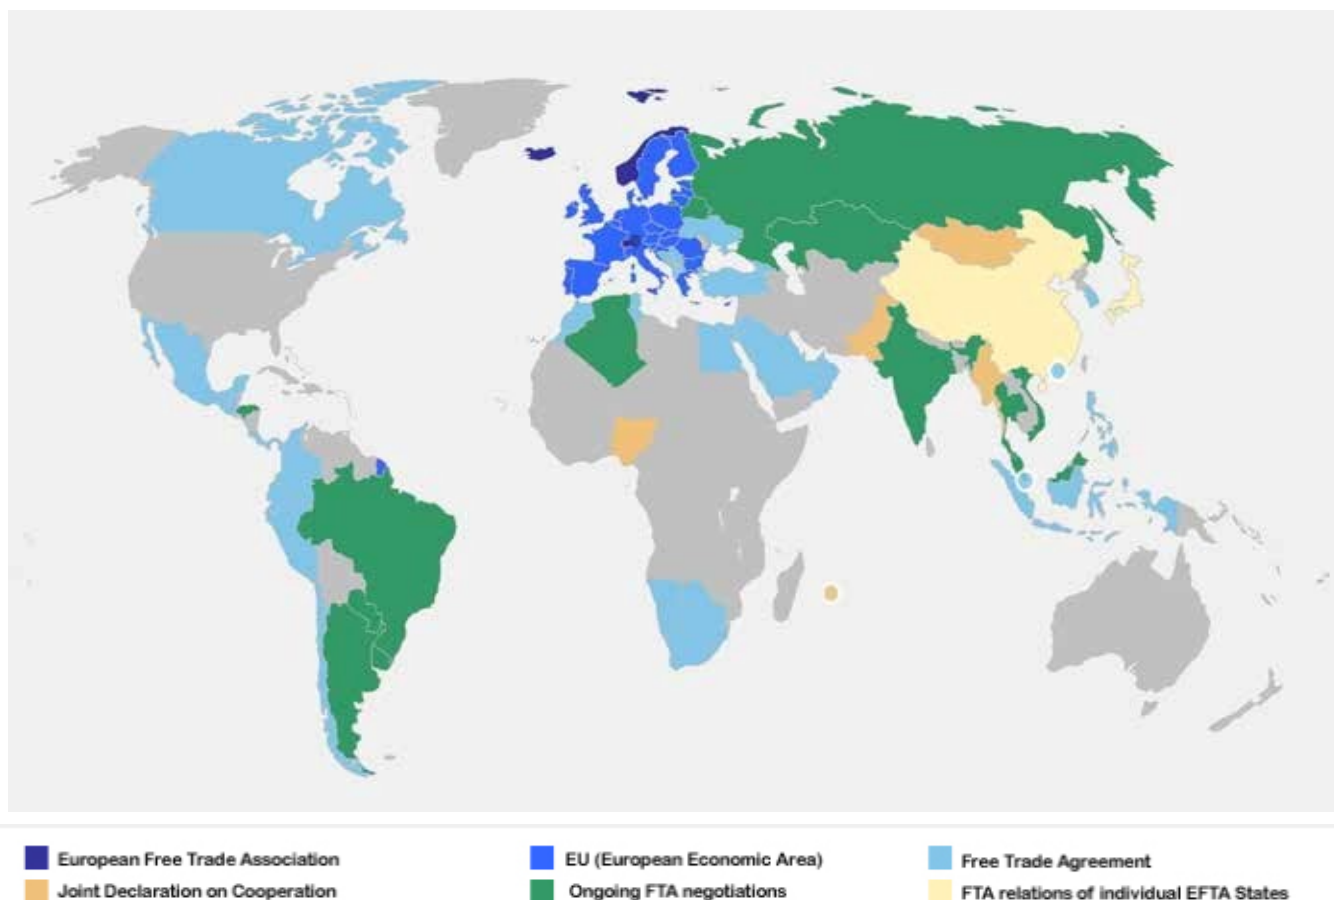 European Free Trade Association
EU (European Economic Area)
Free Trade Agreement
Joint Declaration on Cooperation
Ongoing FTA negotiations
FTA relations of individual EFTA States